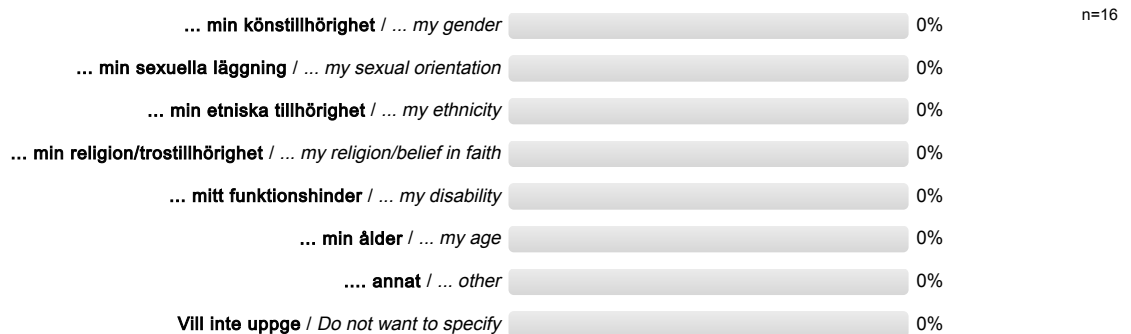 ... min könstillhörighet / ... my gender 0% n=16
... min sexuella läggning / ... my sexual orientation 0%
... min etniska tillhörighet / ... my ethnicity 0%
... min religion/trostillhörighet / ... my religion/belief in faith 0%
... mitt funktionshinder / ... my disability 0%
... min ålder / ... my age 0%
.... annat / ... other 0%
Vill inte uppge / Do not want to specify 0%